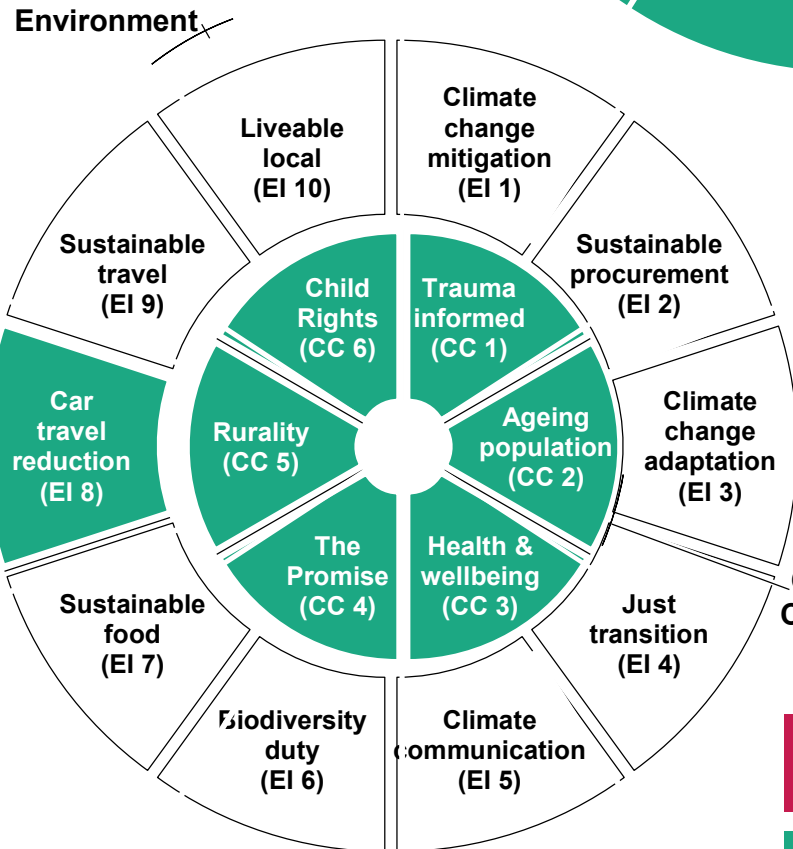 Environment
Climate
change
mitigation
(EI 1)
Sustainable
procurement
(EI 2)
Climate
change
adaptation
(EI 3)
Just
transition
(EI 4)
Climate
communication
(EI 5)
Biodiversity
duty
(EI 6)
Sustainable
food
(EI 7)
Car
travel
reduction
(EI 8)
Sustainable
travel
(EI 9)
Liveable
local
(EI 10)
Trauma
informed
(CC 1)
Ageing
population
(CC 2)
Health &
wellbeing
(CC 3)
The
Promise
(CC 4)
Rurality
(CC 5)
Child
Rights
(CC 6)